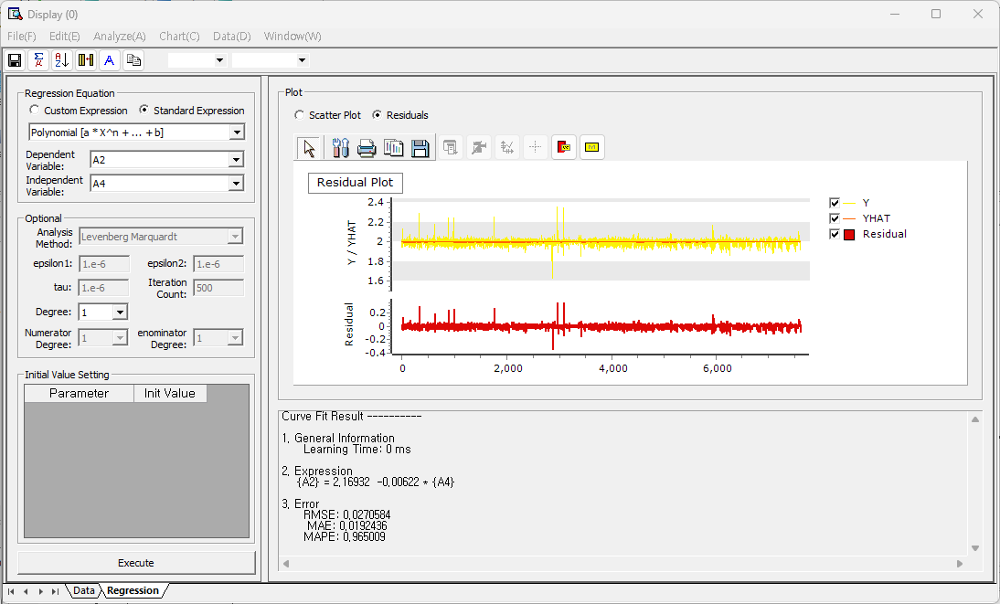 Display (0)
File(F) Edit(E) Analyze(A) Chart(C) Data(D) Window(W)
Regression Equation
Custom Expression Standard Expression
Polynomial [a * X^n + ... + b]
Dependent Variable: A2
Independent Variable: A4
Optional
Analysis Method: Levenberg Marquardt
epsilon1: 1.e-6 epsilon2: 1.e-6
tau: 1.e-6 Iteration Count: 500
Degree: 1
Numerator Degree: 1 enominator Degree: 1
Initial Value Setting
Parameter Init Value
Execute
Plot
Scatter Plot Residuals
Residual Plot
Y / YHAT
2.4
2.2
2
1.8
1.6
Residual
0.2
0
-0.2
-0.4
0 2,000 4,000 6,000
Y
YHAT
Residual
Curve Fit Result ----------
1. General Information
Learning Time: 0 ms
2. Expression
{A2} = 2.16932 -0.00622 * {A4}
3. Error
RMSE: 0.0270584
MAE: 0.0192436
MAPE: 0.965009
Data Regression